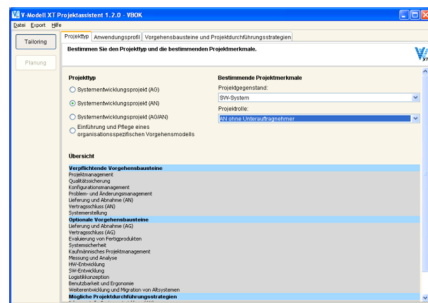 V-Modell XT Projektassistent 1.2.0 - VIKOK
Datei Export Hilfe
Tailoring
Planung
Projekttyp Anwendungsprofil Vorgehensbausteine und Projektdurchführungsstrategien
Bestimmen Sie den Projekttyp und die bestimmenden Projektmerkmale.
Projekttyp
Systementwicklungsprojekt (AG)
Systementwicklungsprojekt (AN)
Systementwicklungsprojekt (AG/AN)
Einführung und Pflege eines
organisationsspezifischen Vorgehensmodells
Bestimmende Projektmerkmale
Projektgegenstand:
SW-System
Projektrolle:
AN ohne Unterauftragnehmer
Übersicht
Verpflichtende Vorgehensbausteine
Projektmanagement
Qualitätssicherung
Konfigurationsmanagement
Problem- und Änderungsmanagement
Lieferung und Abnahme (AN)
Vertragsschluss (AN)
Systemerstellung
Optionale Vorgehensbausteine
Lieferung und Abnahme (AG)
Vertragsschluss (AG)
Evaluierung von Fertigprodukten
Systemsicherheit
Kaufmännisches Projektmanagement
Messung und Analyse
HW-Entwicklung
SW-Entwicklung
Logistikkonzeption
Benutzbarkeit und Ergonomie
Weiterentwicklung und Migration von Altsystemen
Mögliche Projektdurchführungsstrategien